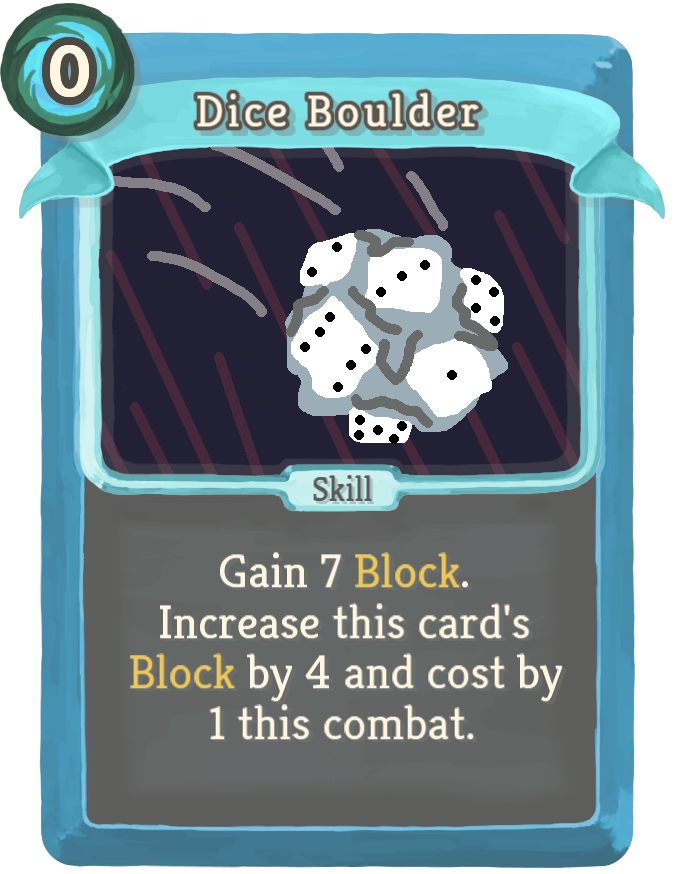 0
Dice Boulder
Skill
Gain 7 Block.
Increase this card's
Block by 4 and cost by
1 this combat.